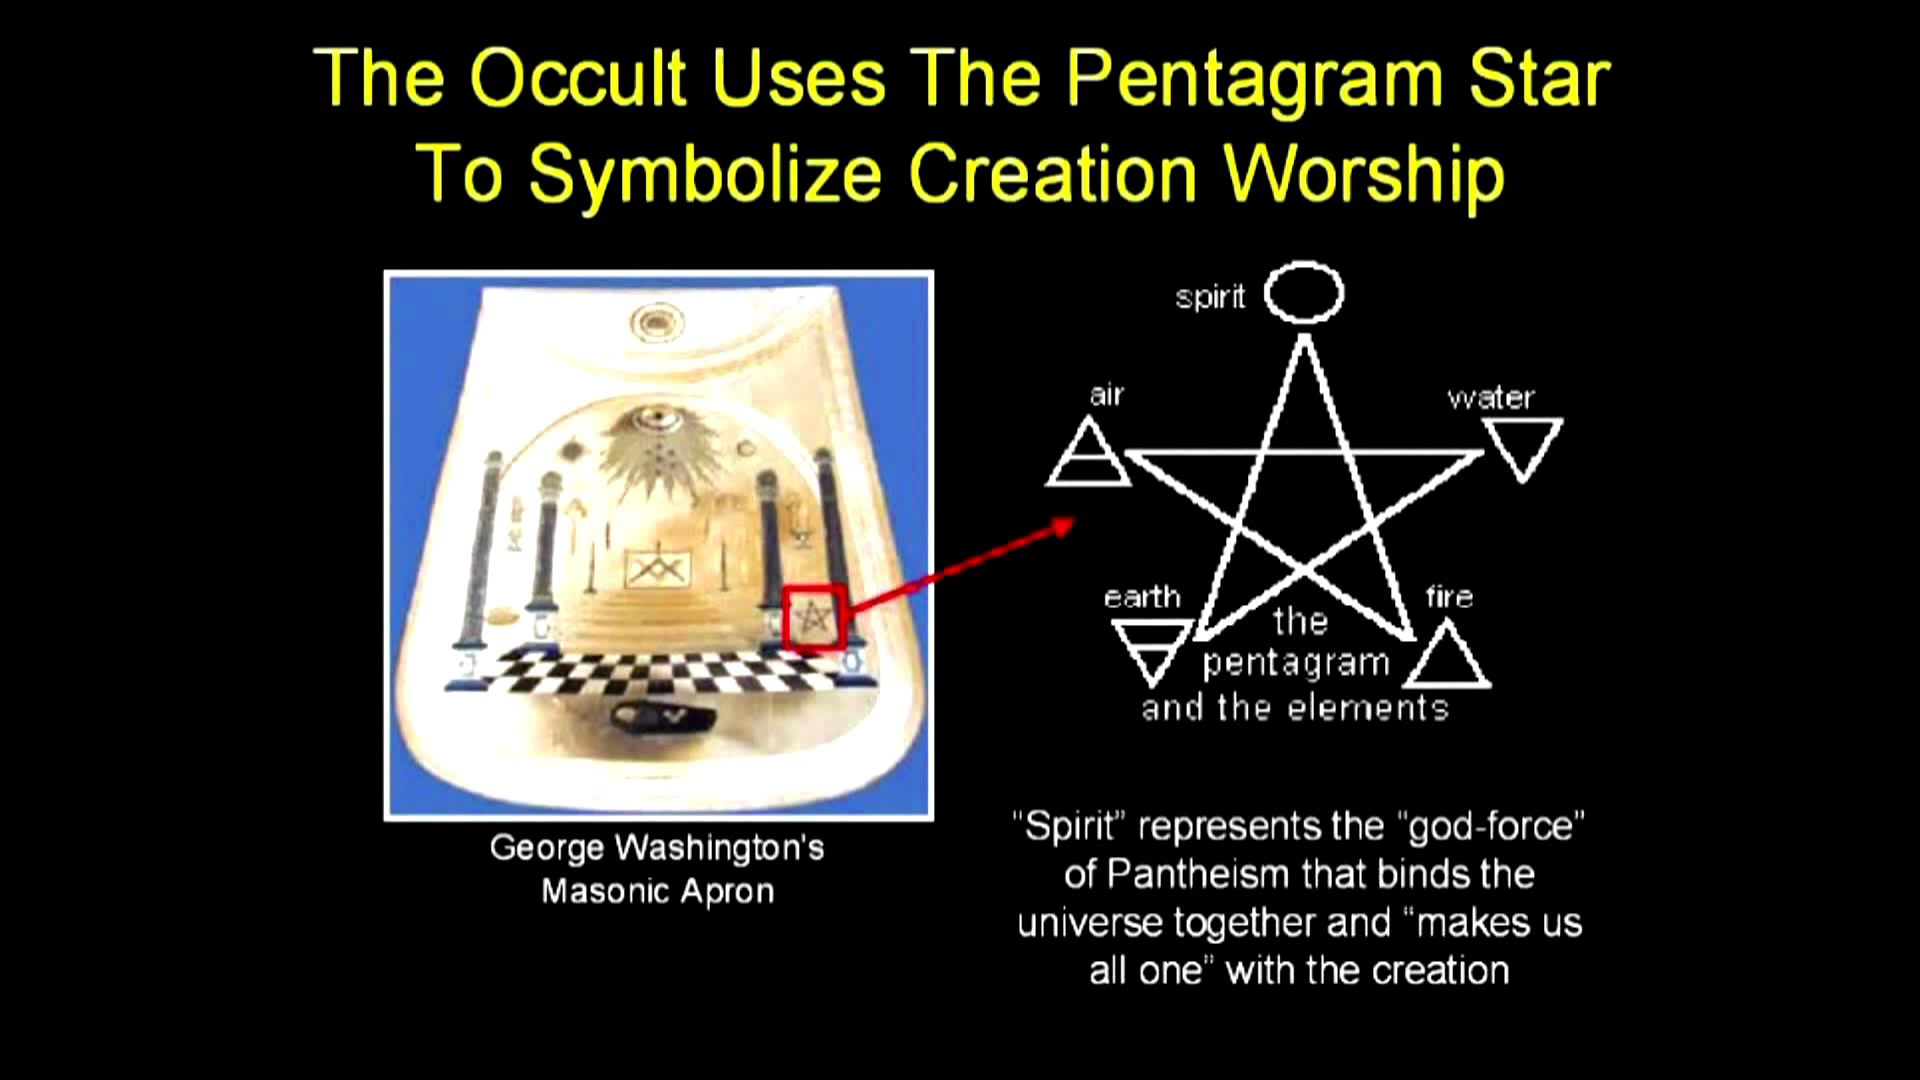 The Occult Uses The Pentagram Star
To Symbolize Creation Worship
spirit
air
water
earth
fire
the
pentagram
and the elements
George Washington's
Masonic Apron
"Spirit" represents the "god-force"
of Pantheism that binds the
universe together and "makes us
all one" with the creation